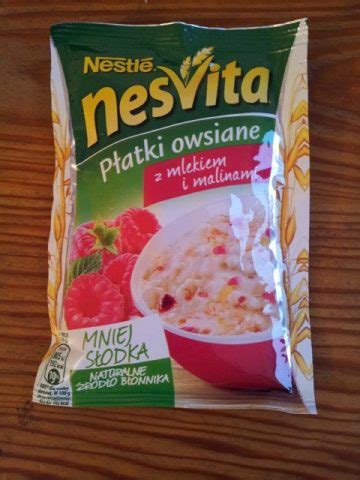 Nestlé
nesvita
Płatki owsiane
z mlekiem
i malinami
MNIEJ
SŁODKA
NATURALNE
ŹRÓDŁO BŁONNIKA